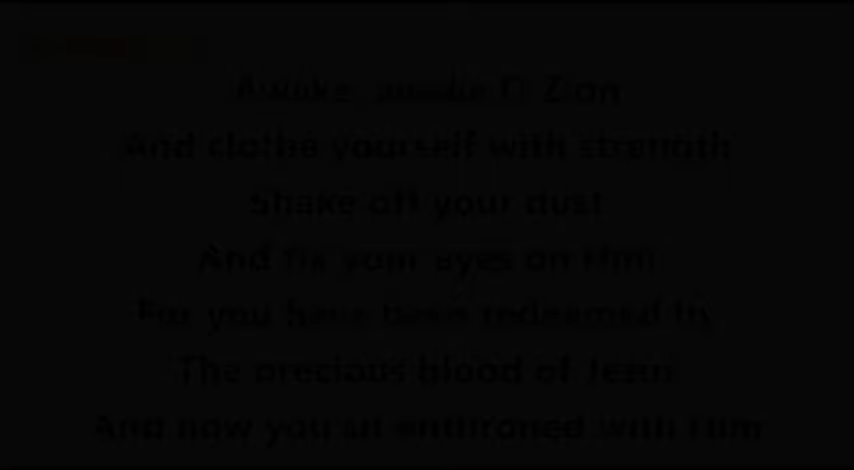 Awake, awake O Zion
And clothe yourself with strength
Shake off your dust
And fix your eyes on Him
For you have been redeemed by
The precious blood of Jesus
And now you sit enthroned with Him